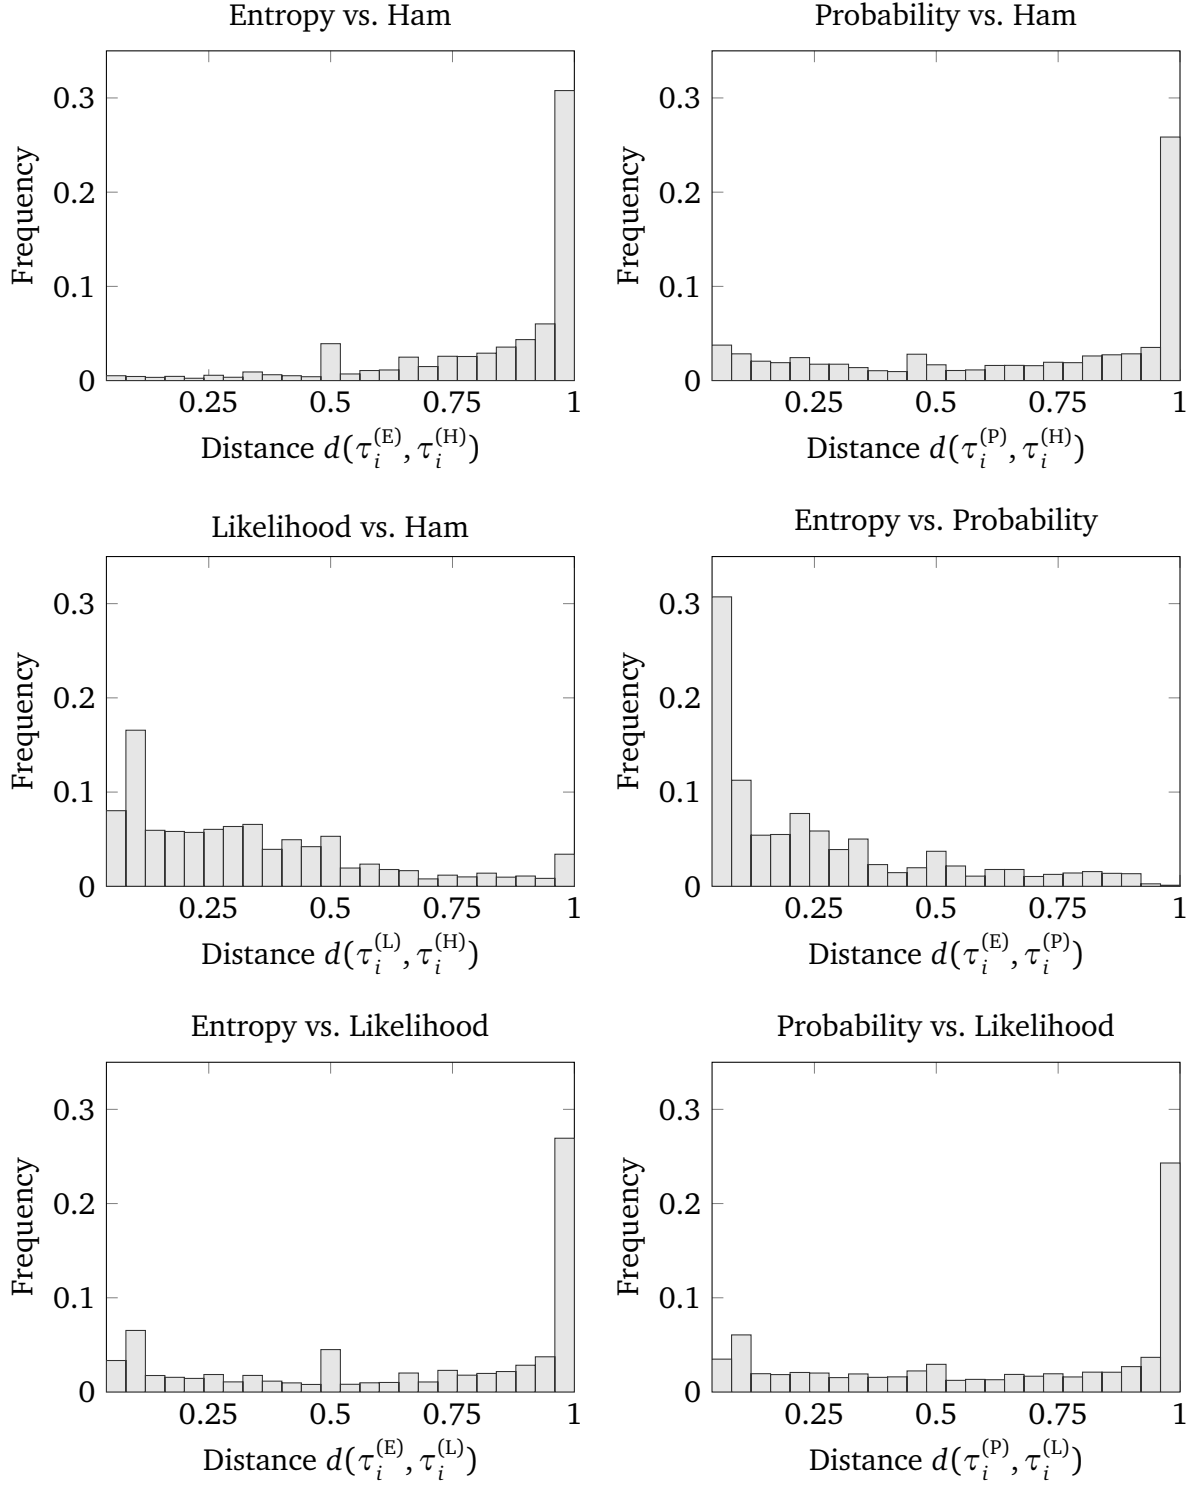 Entropy vs. Ham
0.3
0.2
0.1
0
Frequency
0.25 0.5 0.75 1
Distance d(τ_i^(E), τ_i^(H))
Probability vs. Ham
0.3
0.2
0.1
0
Frequency
0.25 0.5 0.75 1
Distance d(τ_i^(P), τ_i^(H))
Likelihood vs. Ham
0.3
0.2
0.1
0
Frequency
0.25 0.5 0.75 1
Distance d(τ_i^(L), τ_i^(H))
Entropy vs. Probability
0.3
0.2
0.1
0
Frequency
0.25 0.5 0.75 1
Distance d(τ_i^(E), τ_i^(P))
Entropy vs. Likelihood
0.3
0.2
0.1
0
Frequency
0.25 0.5 0.75 1
Distance d(τ_i^(E), τ_i^(L))
Probability vs. Likelihood
0.3
0.2
0.1
0
Frequency
0.25 0.5 0.75 1
Distance d(τ_i^(P), τ_i^(L))